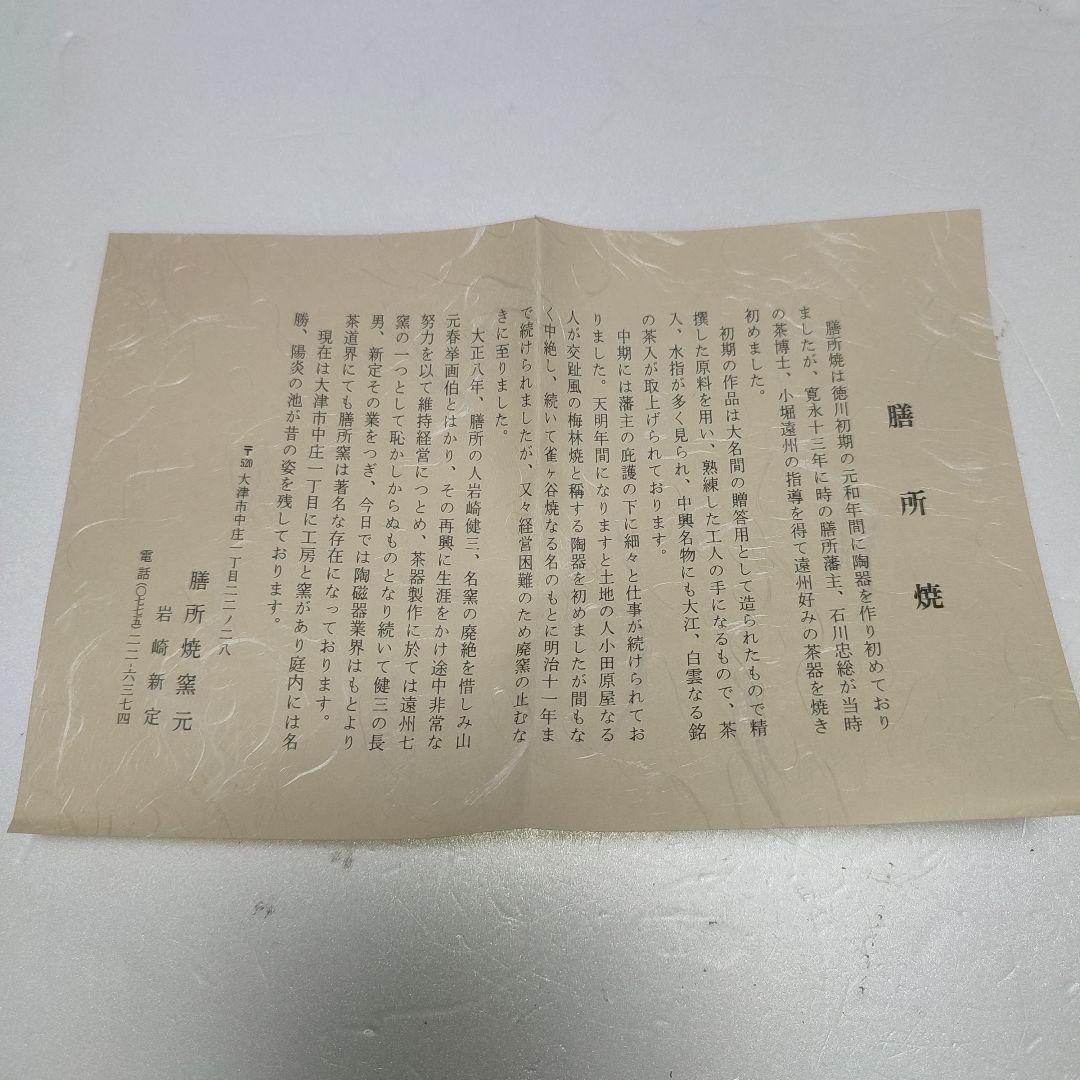 膳所焼
膳所焼は徳川初期の元和年間に陶器を作り初めており
ましたが、寛永十三年に時の膳所藩主、石川忠総が当時
の茶博士、小堀遠州の指導を得て遠州好みの茶器を焼き
初めました。
初期の作品は大名間の贈答用として造られたもので精
撰した原料を用い、熟練した工人の手になるもので、茶
入、水指が多く見られ、中興名物にも大江、白雲なる銘
の茶入が取上げられております。
中期には藩主の庇護の下に細々と仕事が続けられてお
りました。天明年間になりますと土地の人小田原屋なる
人が交趾風の梅林焼と稱する陶器を初めましたが間もな
く中絶し、続いて雀ヶ谷焼なる名のもとに明治十一年ま
で続けられましたが、又々経営困難のため廃窯の止むな
きに至りました。
大正八年、膳所の人岩崎健三、名窯の廃絶を惜しみ山
元春挙画伯とはかり、その再興に生涯をかけ途中非常な
努力を以て維持経営につとめ、茶器製作に於ては遠州七
窯の一つとして恥かしからぬものとなり続いて健三の長
男、新定その業をつぎ、今日では陶磁器業界はもとより
茶道界にても膳所窯は著名な存在になっております。
現在は大津市中庄一丁目に工房と窯があり庭内には名
勝、陽炎の池が昔の姿を残しております。
〒520 大津市中庄一丁目二二ノ二八
膳所焼窯元
岩崎新定
電話(〇七七五)二二-六三七四